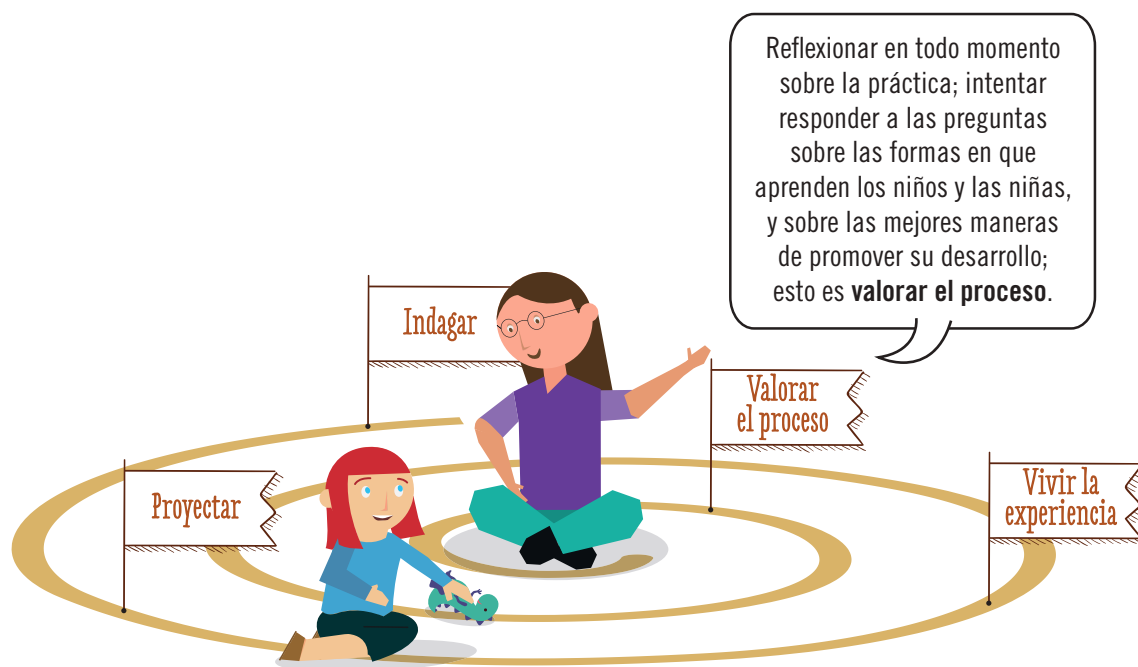 Reflexionar en todo momento
sobre la práctica; intentar
responder a las preguntas
sobre las formas en que
aprenden los niños y las niñas,
y sobre las mejores maneras
de promover su desarrollo;
esto es valorar el proceso.
Indagar
Valorar
el proceso
Proyectar
Vivir la
experiencia